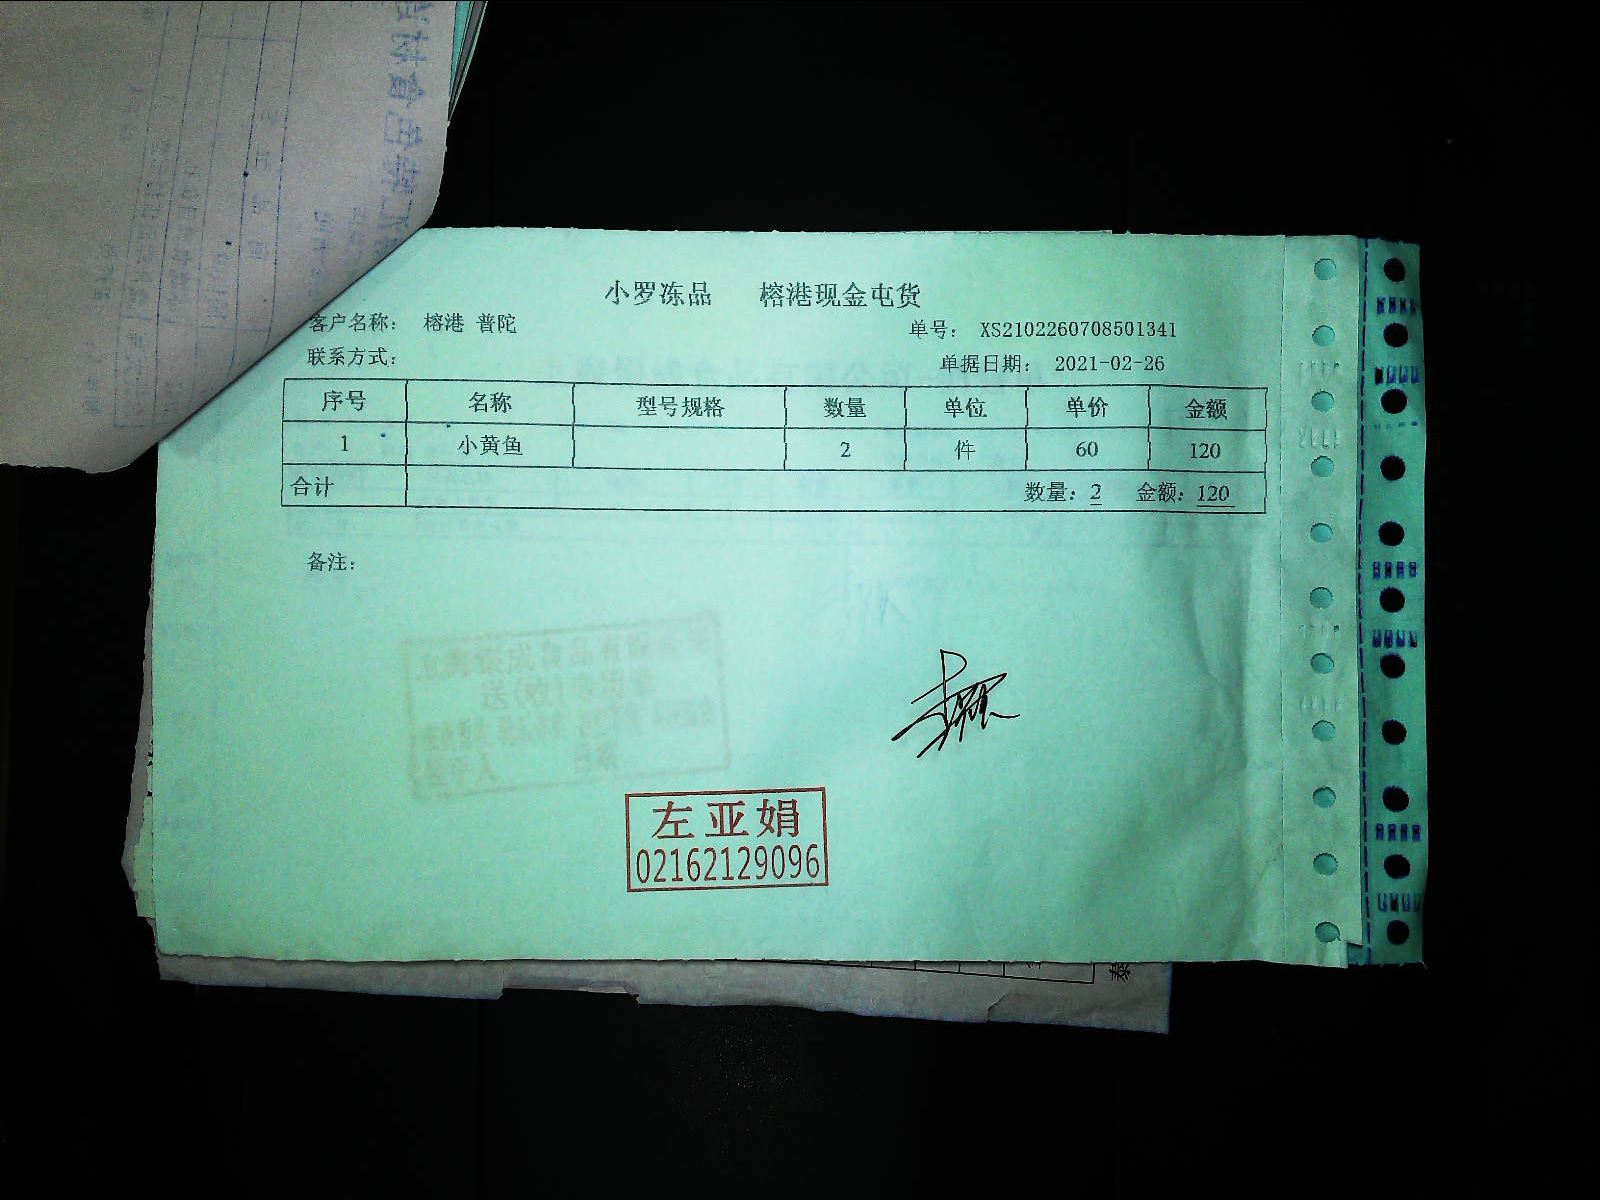 小罗冻品 榕港现金屯货
客户名称: 榕港 普陀 单号: XS2102260708501341
联系方式: 单据日期: 2021-02-26
序号 名称 型号规格 数量 单位 单价 金额
1 小黄鱼 2 件 60 120
合计 数量: 2 金额: 120
备注:
左亚娟
02162129096